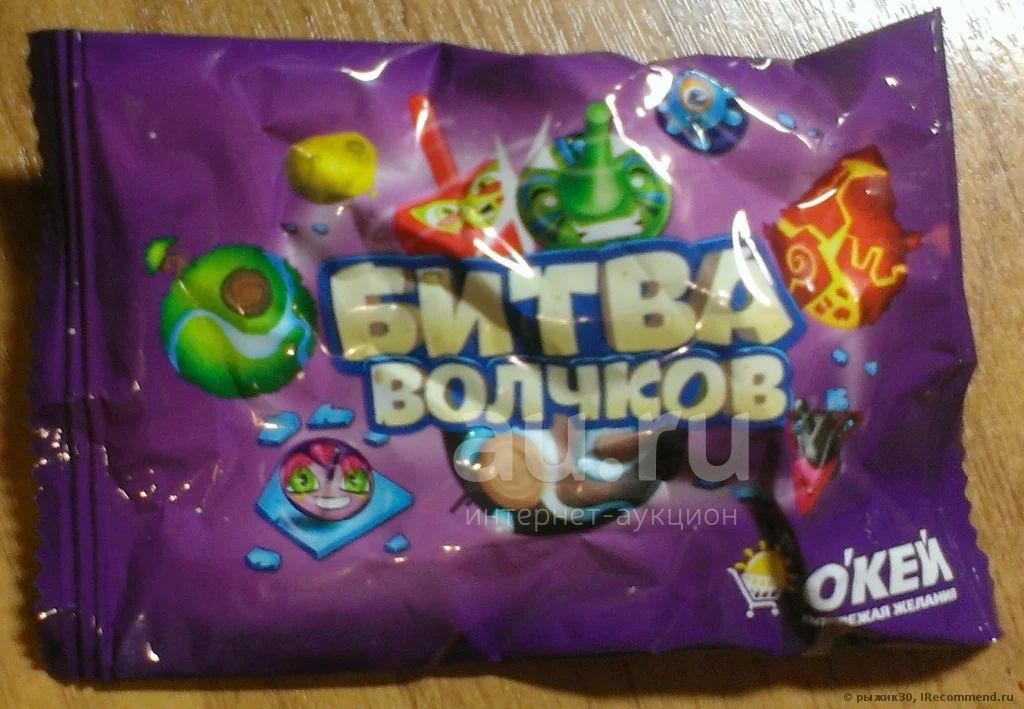 БИТВА
ВОЛЧКОВ
au.ru
интернет-аукцион
О'КЕЙ
ЖЕЛАНИЯ
© рыжик30, IRecommend.ru